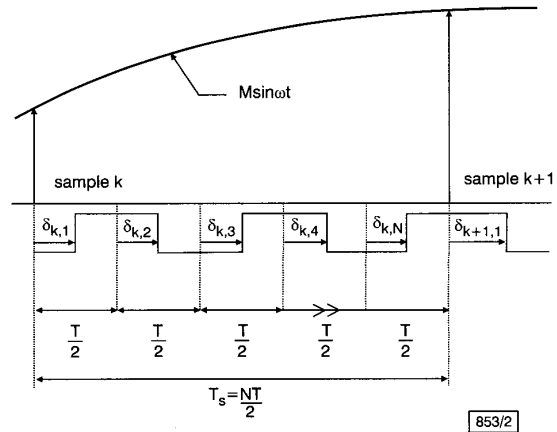 Msinωt
sample k
sample k+1
δk,1
δk,2
δk,3
δk,4
δk,N
δk+1,1
T/2
T/2
T/2
T/2
T/2
Ts=NT/2
853/2